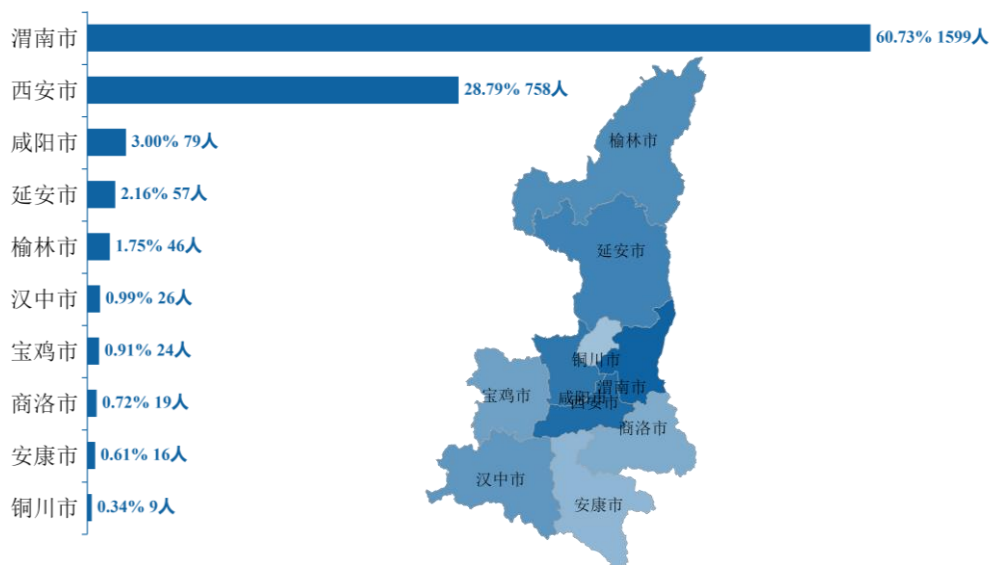 渭南市 60.73% 1599人
西安市 28.79% 758人
咸阳市 3.00% 79人
延安市 2.16% 57人
榆林市 1.75% 46人
汉中市 0.99% 26人
宝鸡市 0.91% 24人
商洛市 0.72% 19人
安康市 0.61% 16人
铜川市 0.34% 9人
榆林市
延安市
铜川市
渭南市
宝鸡市
咸阳市
西安市
商洛市
汉中市
安康市